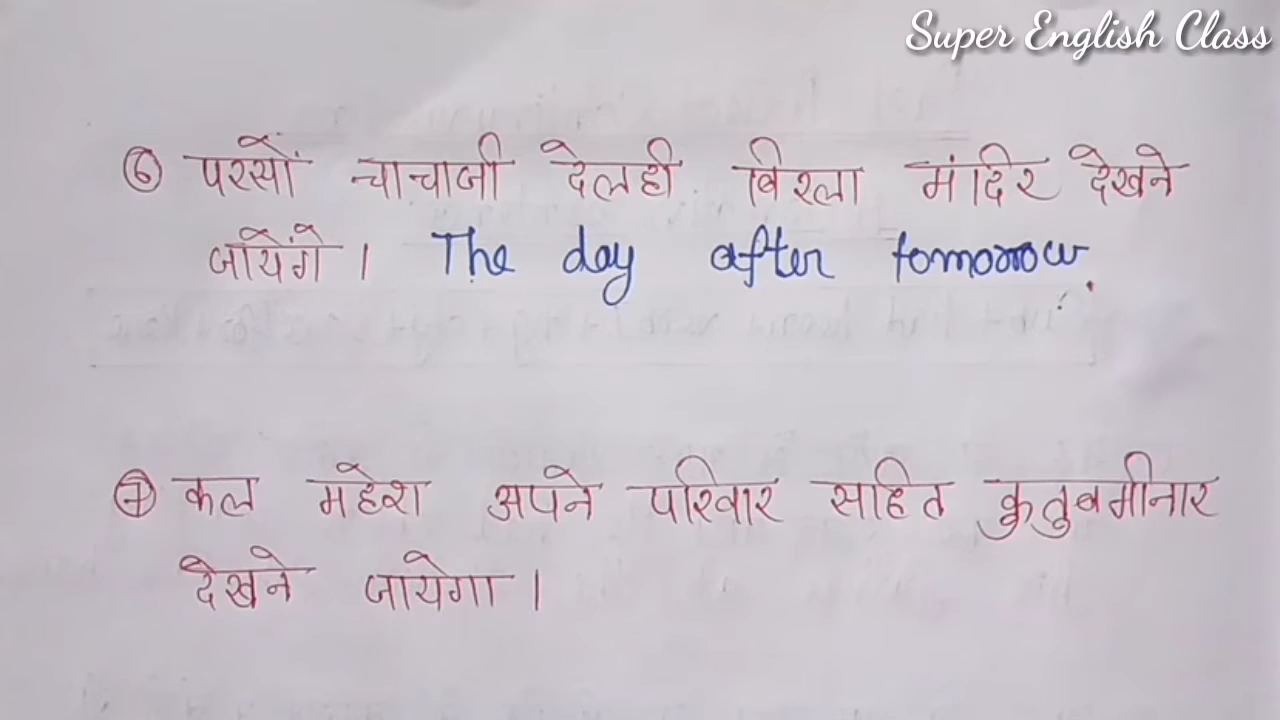 Super English Class
⑥ परसों चाचाजी देलही बिरला मंदिर देखने
जायेंगे । The day after tomorrow
⑦ कल महेश अपने परिवार सहित कुतुबमीनार
देखने जायेगा ।